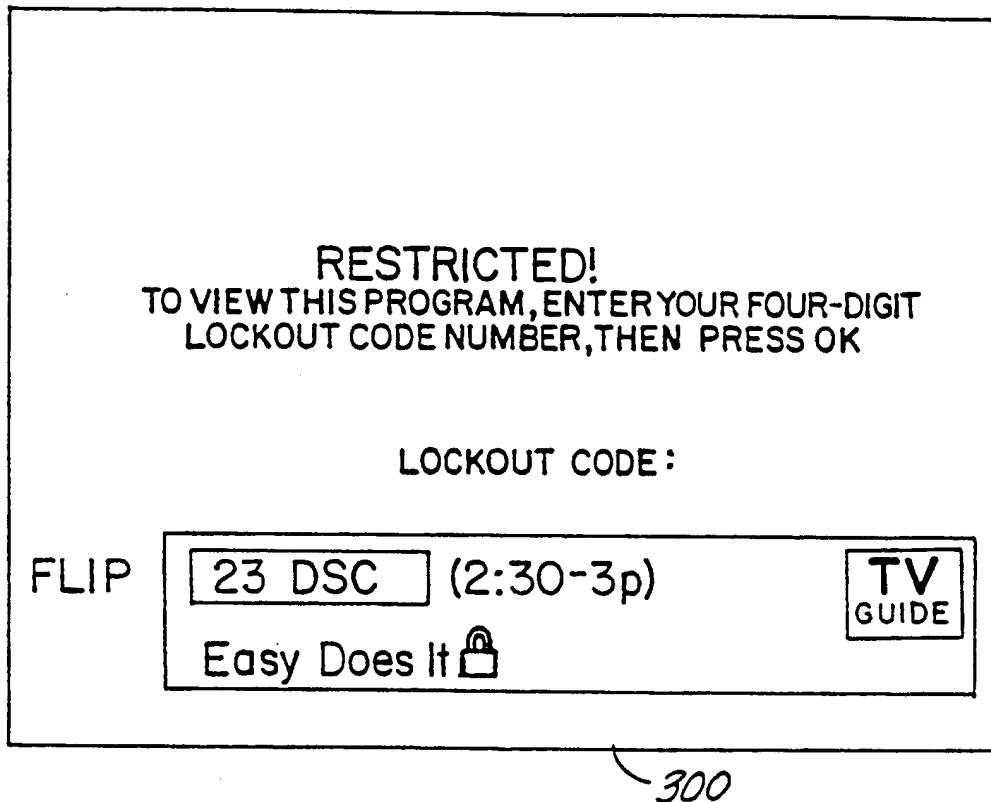 RESTRICTED!
TO VIEW THIS PROGRAM, ENTER YOUR FOUR-DIGIT
LOCKOUT CODE NUMBER, THEN PRESS OK
LOCKOUT CODE:
FLIP
23 DSC (2:30-3p)
TV
GUIDE
Easy Does It
300